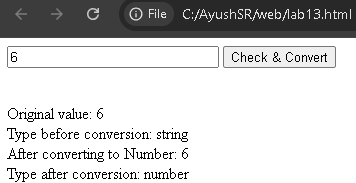 File C:/AyushSR/web/lab13.html
6 Check & Convert
Original value: 6
Type before conversion: string
After converting to Number: 6
Type after conversion: number